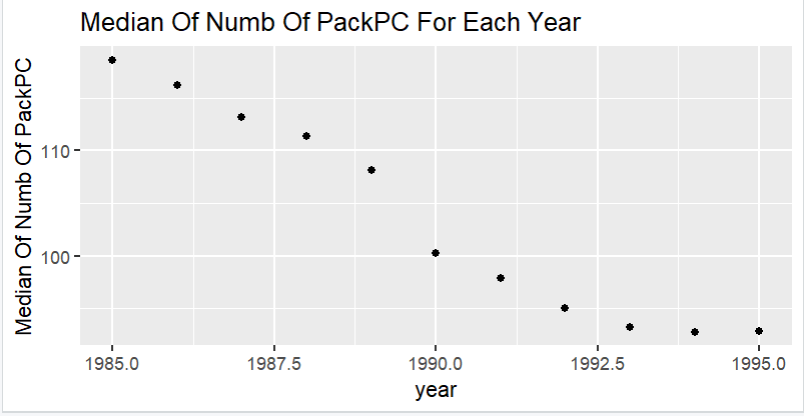 Median Of Numb Of PackPC For Each Year
Median Of Numb Of PackPC
110
100
1985.0 1987.5 1990.0 1992.5 1995.0
year